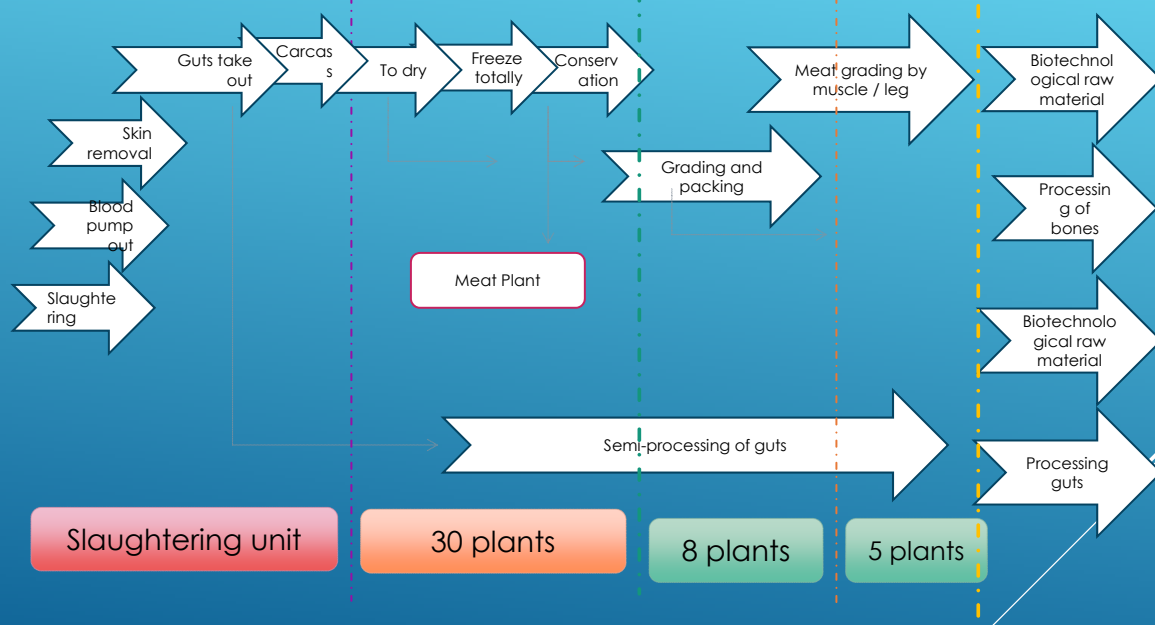 Guts take
out
Carcas
s
To dry
Freeze
totally
Conserv
ation
Meat grading by
muscle / leg
Biotechnol
ogical raw
material
Skin
removal
Grading and
packing
Processin
g of
bones
Blood
pump
out
Meat Plant
Slaughte
ring
Biotechnolo
gical raw
material
Semi-processing of guts
Processing
guts
Slaughtering unit
30 plants
8 plants
5 plants